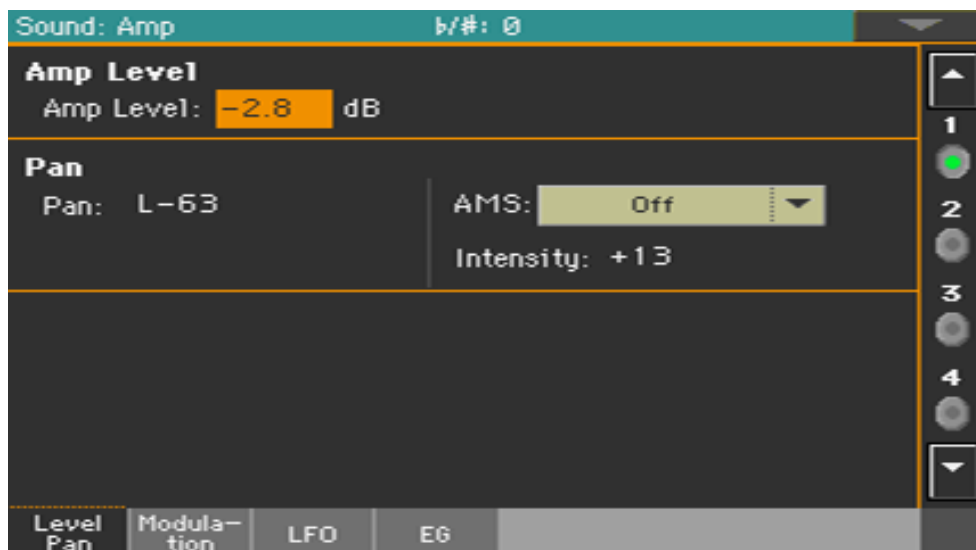 Sound: Amp ♭/#: 0
Amp Level
Amp Level: -2.8 dB
Pan
Pan: L-63 AMS: Off
Intensity: +13
1
2
3
4
Level Pan Modula-tion LFO EG